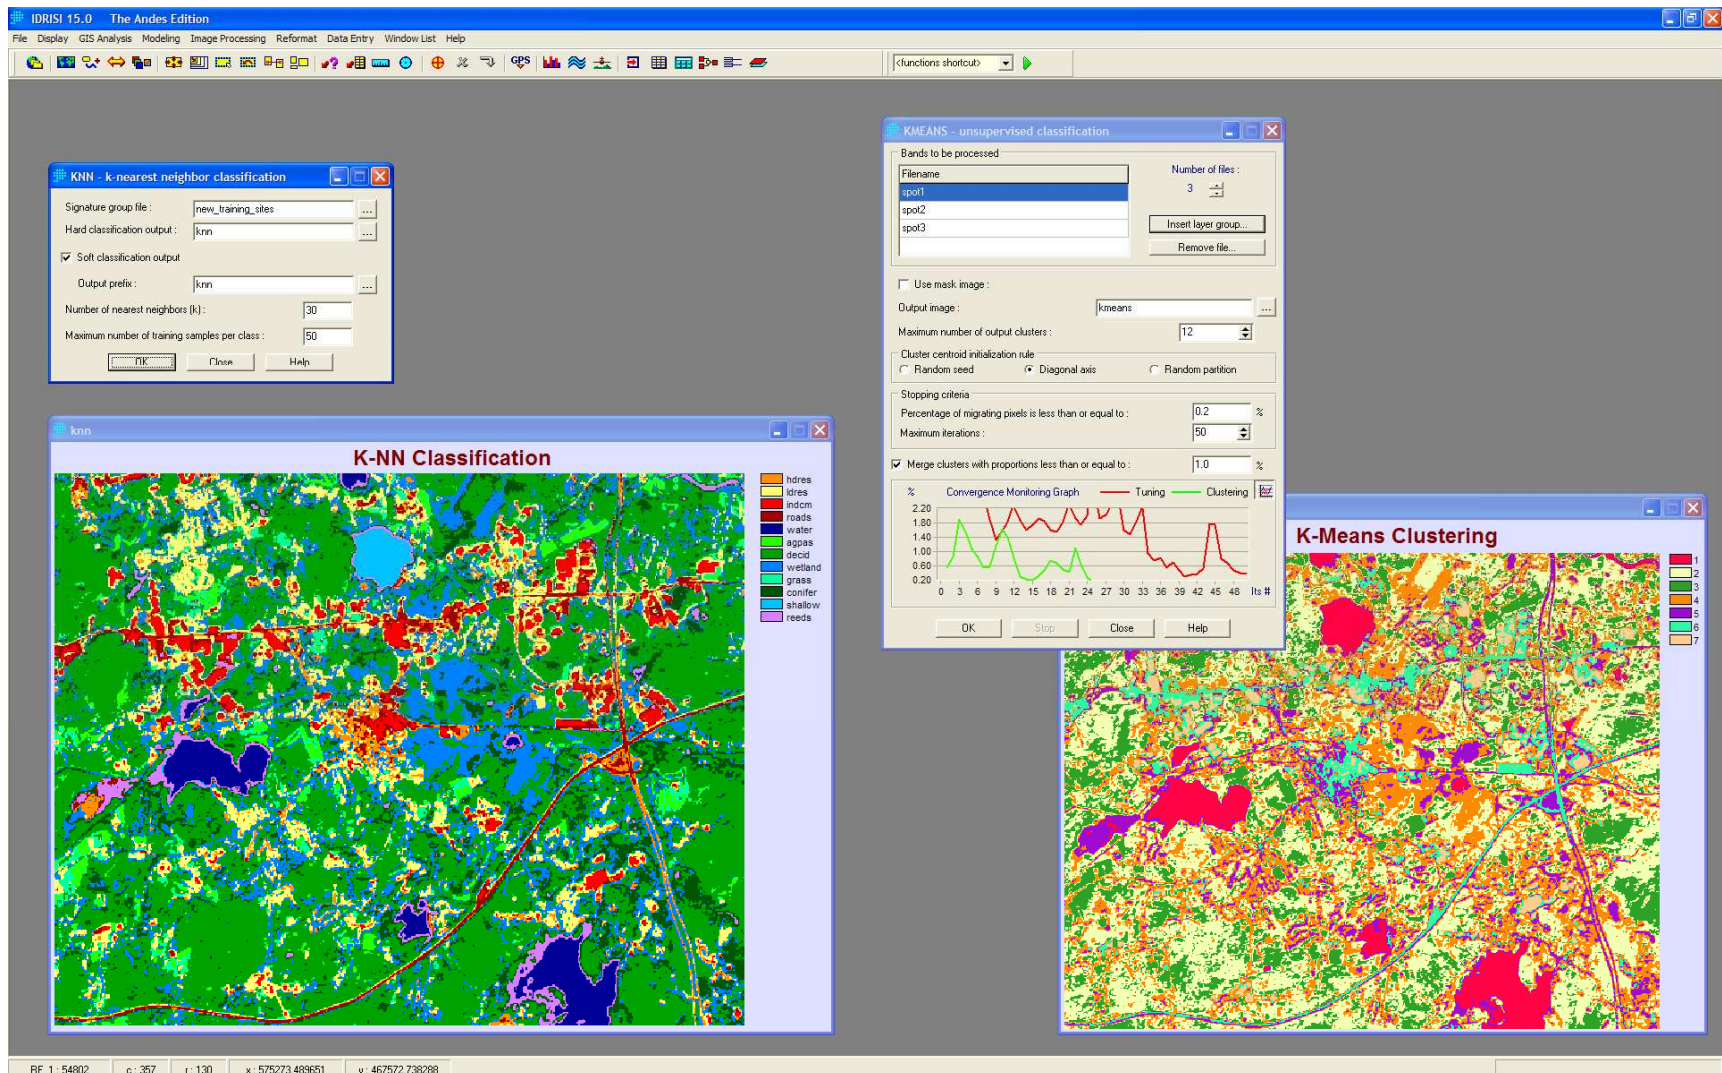 IDRISI 15.0   The Andes Edition
File Display GIS Analysis Modeling Image Processing Reformat Data Entry Window List Help
GPS
<functions shortcut>
KNN - k-nearest neighbor classification
Signature group file : new_training_sites ...
Hard classification output : knn ...
Soft classification output
Output prefix : knn ...
Number of nearest neighbors (k) : 30
Maximum number of training samples per class : 50
OK Close Help
KMEANS - unsupervised classification
Bands to be processed
Filename
spot1
spot2
spot3
Number of files :
3
Insert layer group...
Remove file...
Use mask image :
Output image : kmeans ...
Maximum number of output clusters : 12
Cluster centroid initialization rule
Random seed Diagonal axis Random partition
Stopping criteria
Percentage of migrating pixels is less than or equal to : 0.2 %
Maximum iterations : 50
Merge clusters with proportions less than or equal to : 1.0 %
% Convergence Monitoring Graph Tuning Clustering
2.20
1.80
1.40
1.00
0.60
0.20
0 3 6 9 12 15 18 21 24 27 30 33 36 39 42 45 48 Its #
OK Stop Close Help
knn
K-NN Classification
hdres
ldres
indcm
roads
water
agpas
decid
wetland
grass
conifer
shallow
reeds
K-Means Clustering
1
2
3
4
5
6
7
RF 1 : 54802 c : 357 r : 130 x : 575273.489651 y : 467572.738288